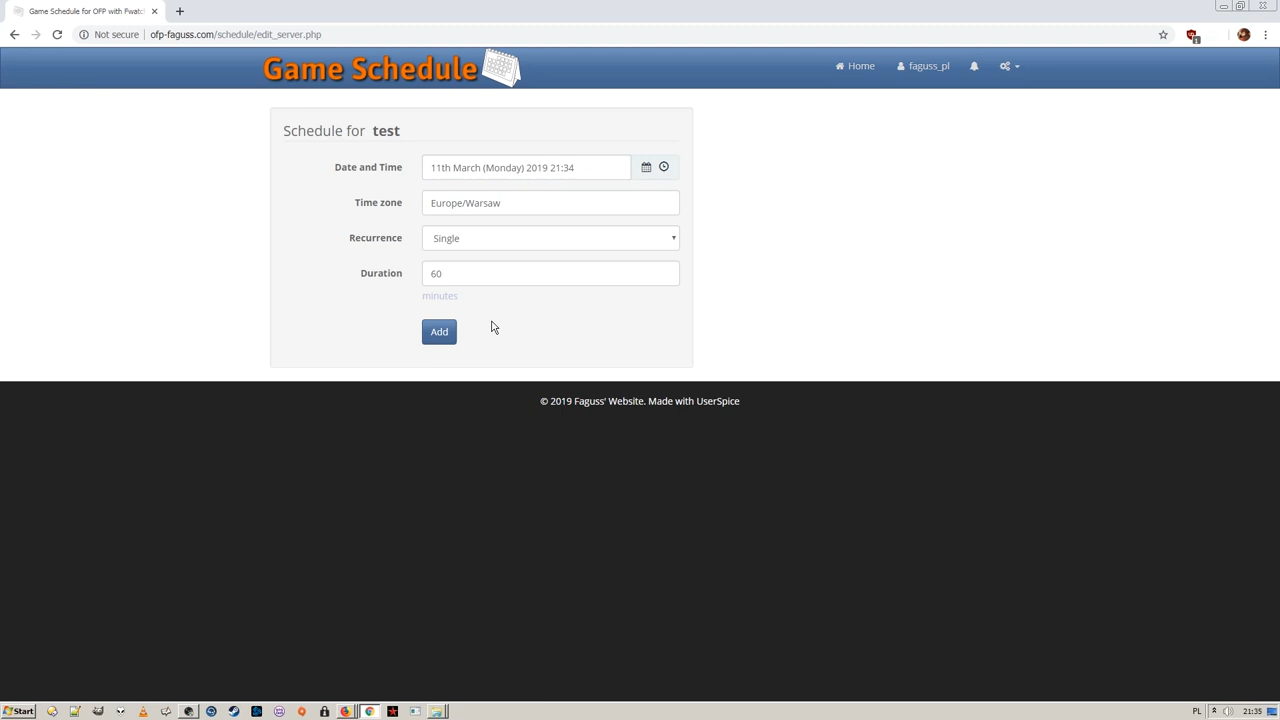 Game Schedule for OFP with Fwatch
Not secure
ofp-faguss.com/schedule/edit_server.php
1
Game Schedule
Home
faguss_pl
Schedule for test
Date and Time
11th March (Monday) 2019 21:34
Time zone
Europe/Warsaw
Recurrence
Single
Duration
60
minutes
Add
© 2019 Faguss' Website. Made with UserSpice
Start
PL
21:35